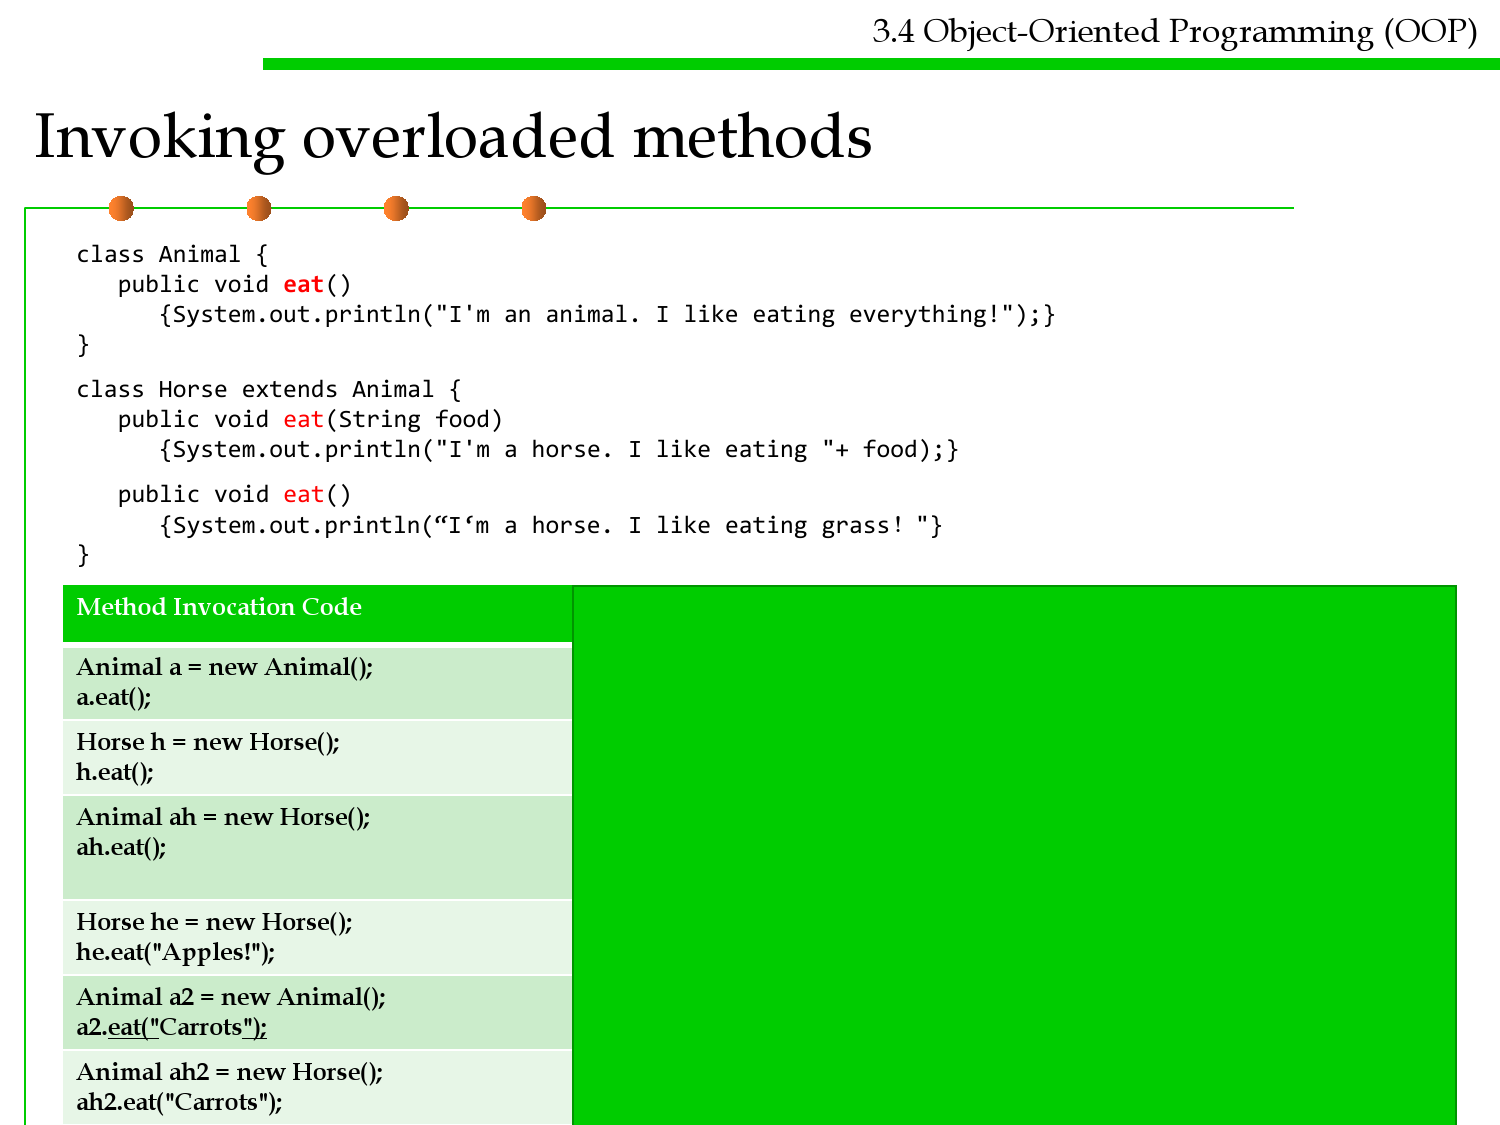 3.4 Object-Oriented Programming (OOP)
Invoking overloaded methods
class Animal {
public void eat()
{System.out.println("I'm an animal. I like eating everything!");}
}
class Horse extends Animal {
public void eat(String food)
{System.out.println("I'm a horse. I like eating "+ food);}
public void eat()
{System.out.println(“I‘m a horse. I like eating grass! "}
}
Method Invocation Code
Animal a = new Animal();
a.eat();
Horse h = new Horse();
h.eat();
Animal ah = new Horse();
ah.eat();
Horse he = new Horse();
he.eat("Apples!");
Animal a2 = new Animal();
a2.eat("Carrots");
Animal ah2 = new Horse();
ah2.eat("Carrots");